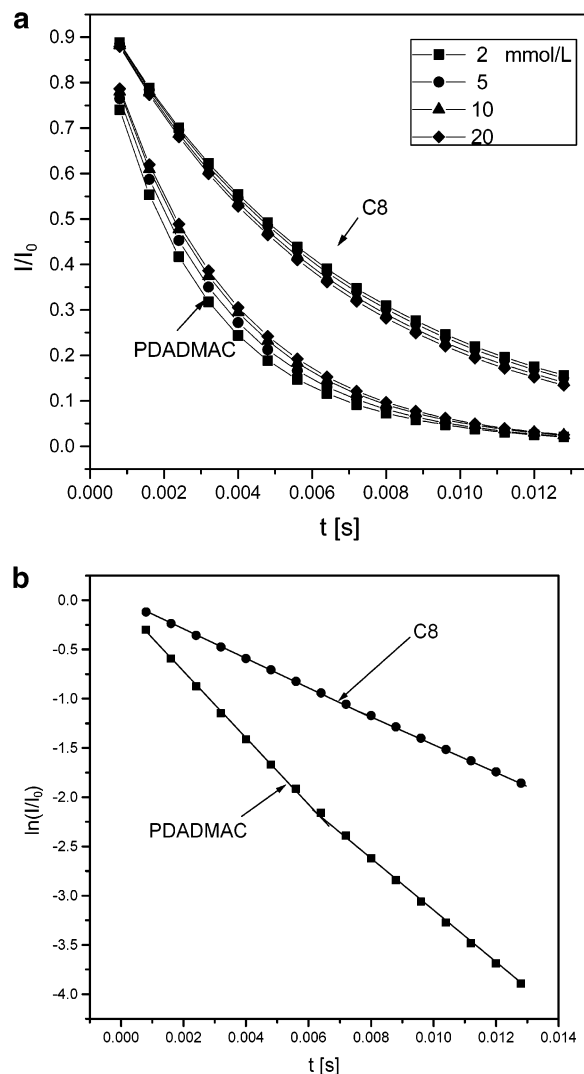 a
0.9
0.8
0.7
0.6
0.5
0.4
0.3
0.2
0.1
0.0
I/I₀
2 mmol/L
5
10
20
C8
PDADMAC
0.000 0.002 0.004 0.006 0.008 0.010 0.012
t [s]
b
0.0
-0.5
-1.0
-1.5
-2.0
-2.5
-3.0
-3.5
-4.0
ln(I/I₀)
C8
PDADMAC
0.000 0.002 0.004 0.006 0.008 0.010 0.012 0.014
t [s]